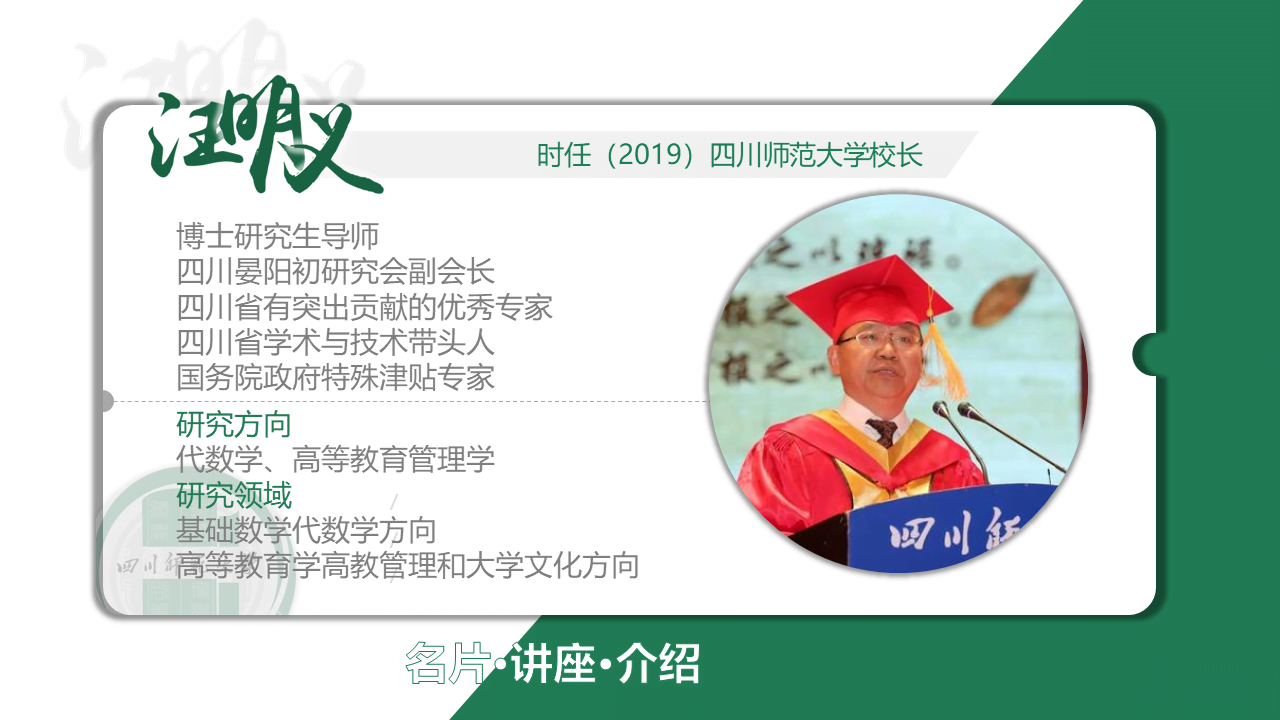 汪明义
时任（2019）四川师范大学校长
博士研究生导师
四川晏阳初研究会副会长
四川省有突出贡献的优秀专家
四川省学术与技术带头人
国务院政府特殊津贴专家
研究方向
代数学、高等教育管理学
研究领域
基础数学代数学方向
高等教育学高教管理和大学文化方向
四川師
四川師
名片·讲座·介绍